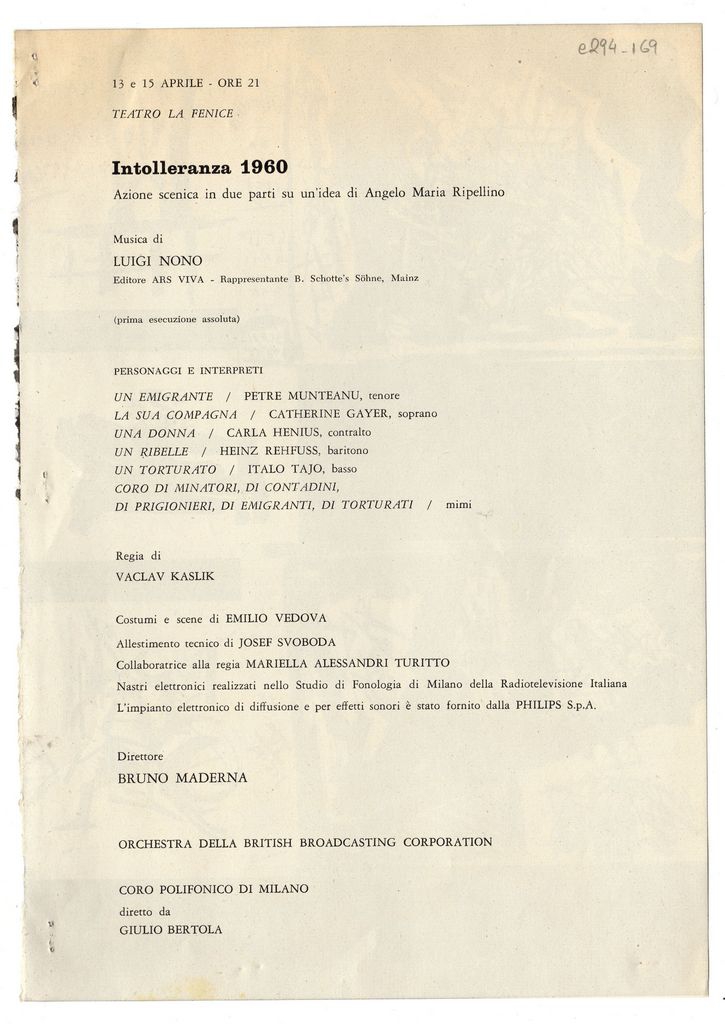 e294-169
13 e 15 APRILE - ORE 21
TEATRO LA FENICE
Intolleranza 1960
Azione scenica in due parti su un'idea di Angelo Maria Ripellino
Musica di
LUIGI NONO
Editore ARS VIVA - Rappresentante B. Schotte's Söhne, Mainz
(prima esecuzione assoluta)
PERSONAGGI E INTERPRETI
UN EMIGRANTE / PETRE MUNTEANU, tenore
LA SUA COMPAGNA / CATHERINE GAYER, soprano
UNA DONNA / CARLA HENIUS, contralto
UN RIBELLE / HEINZ REHFUSS, baritono
UN TORTURATO / ITALO TAJO, basso
CORO DI MINATORI, DI CONTADINI,
DI PRIGIONIERI, DI EMIGRANTI, DI TORTURATI / mimi
Regia di
VACLAV KASLIK
Costumi e scene di EMILIO VEDOVA
Allestimento tecnico di JOSEF SVOBODA
Collaboratrice alla regia MARIELLA ALESSANDRI TURITTO
Nastri elettronici realizzati nello Studio di Fonologia di Milano della Radiotelevisione Italiana
L'impianto elettronico di diffusione e per effetti sonori è stato fornito dalla PHILIPS S.p.A.
Direttore
BRUNO MADERNA
ORCHESTRA DELLA BRITISH BROADCASTING CORPORATION
CORO POLIFONICO DI MILANO
diretto da
GIULIO BERTOLA